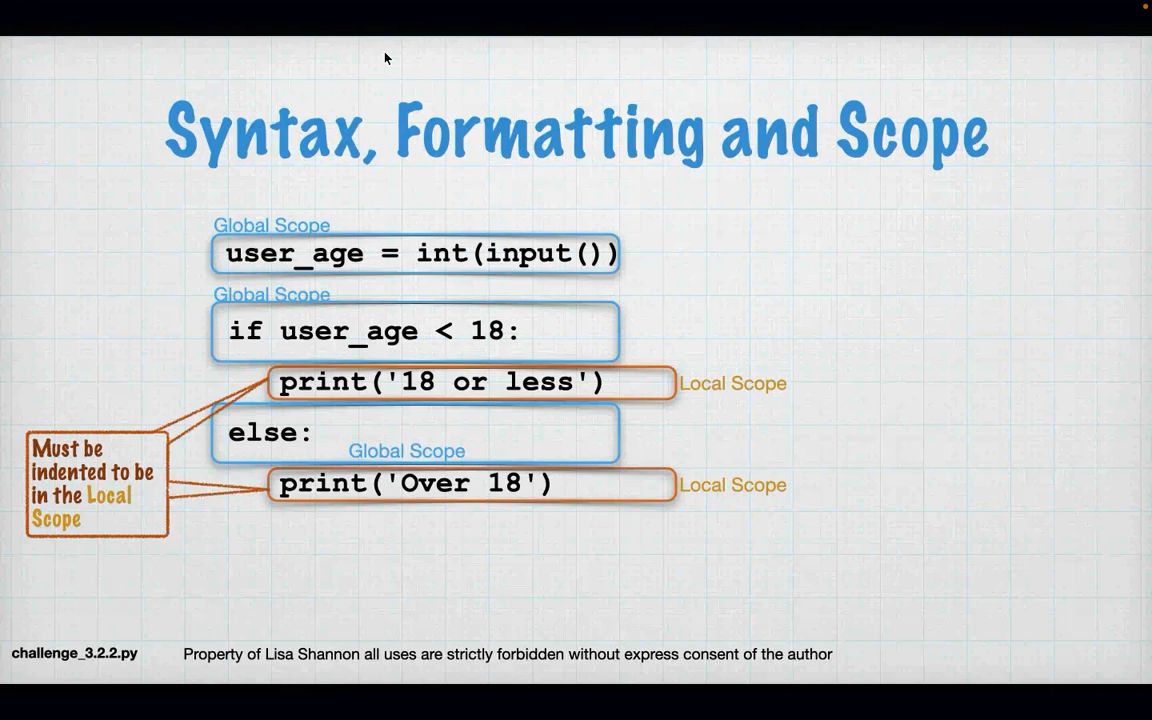 Syntax, Formatting and Scope
Global Scope
user_age = int(input())
Global Scope
if user_age < 18:
print('18 or less')
Local Scope
else:
Global Scope
print('Over 18')
Local Scope
Must be
indented to be
in the Local
Scope
challenge_3.2.2.py
Property of Lisa Shannon all uses are strictly forbidden without express consent of the author